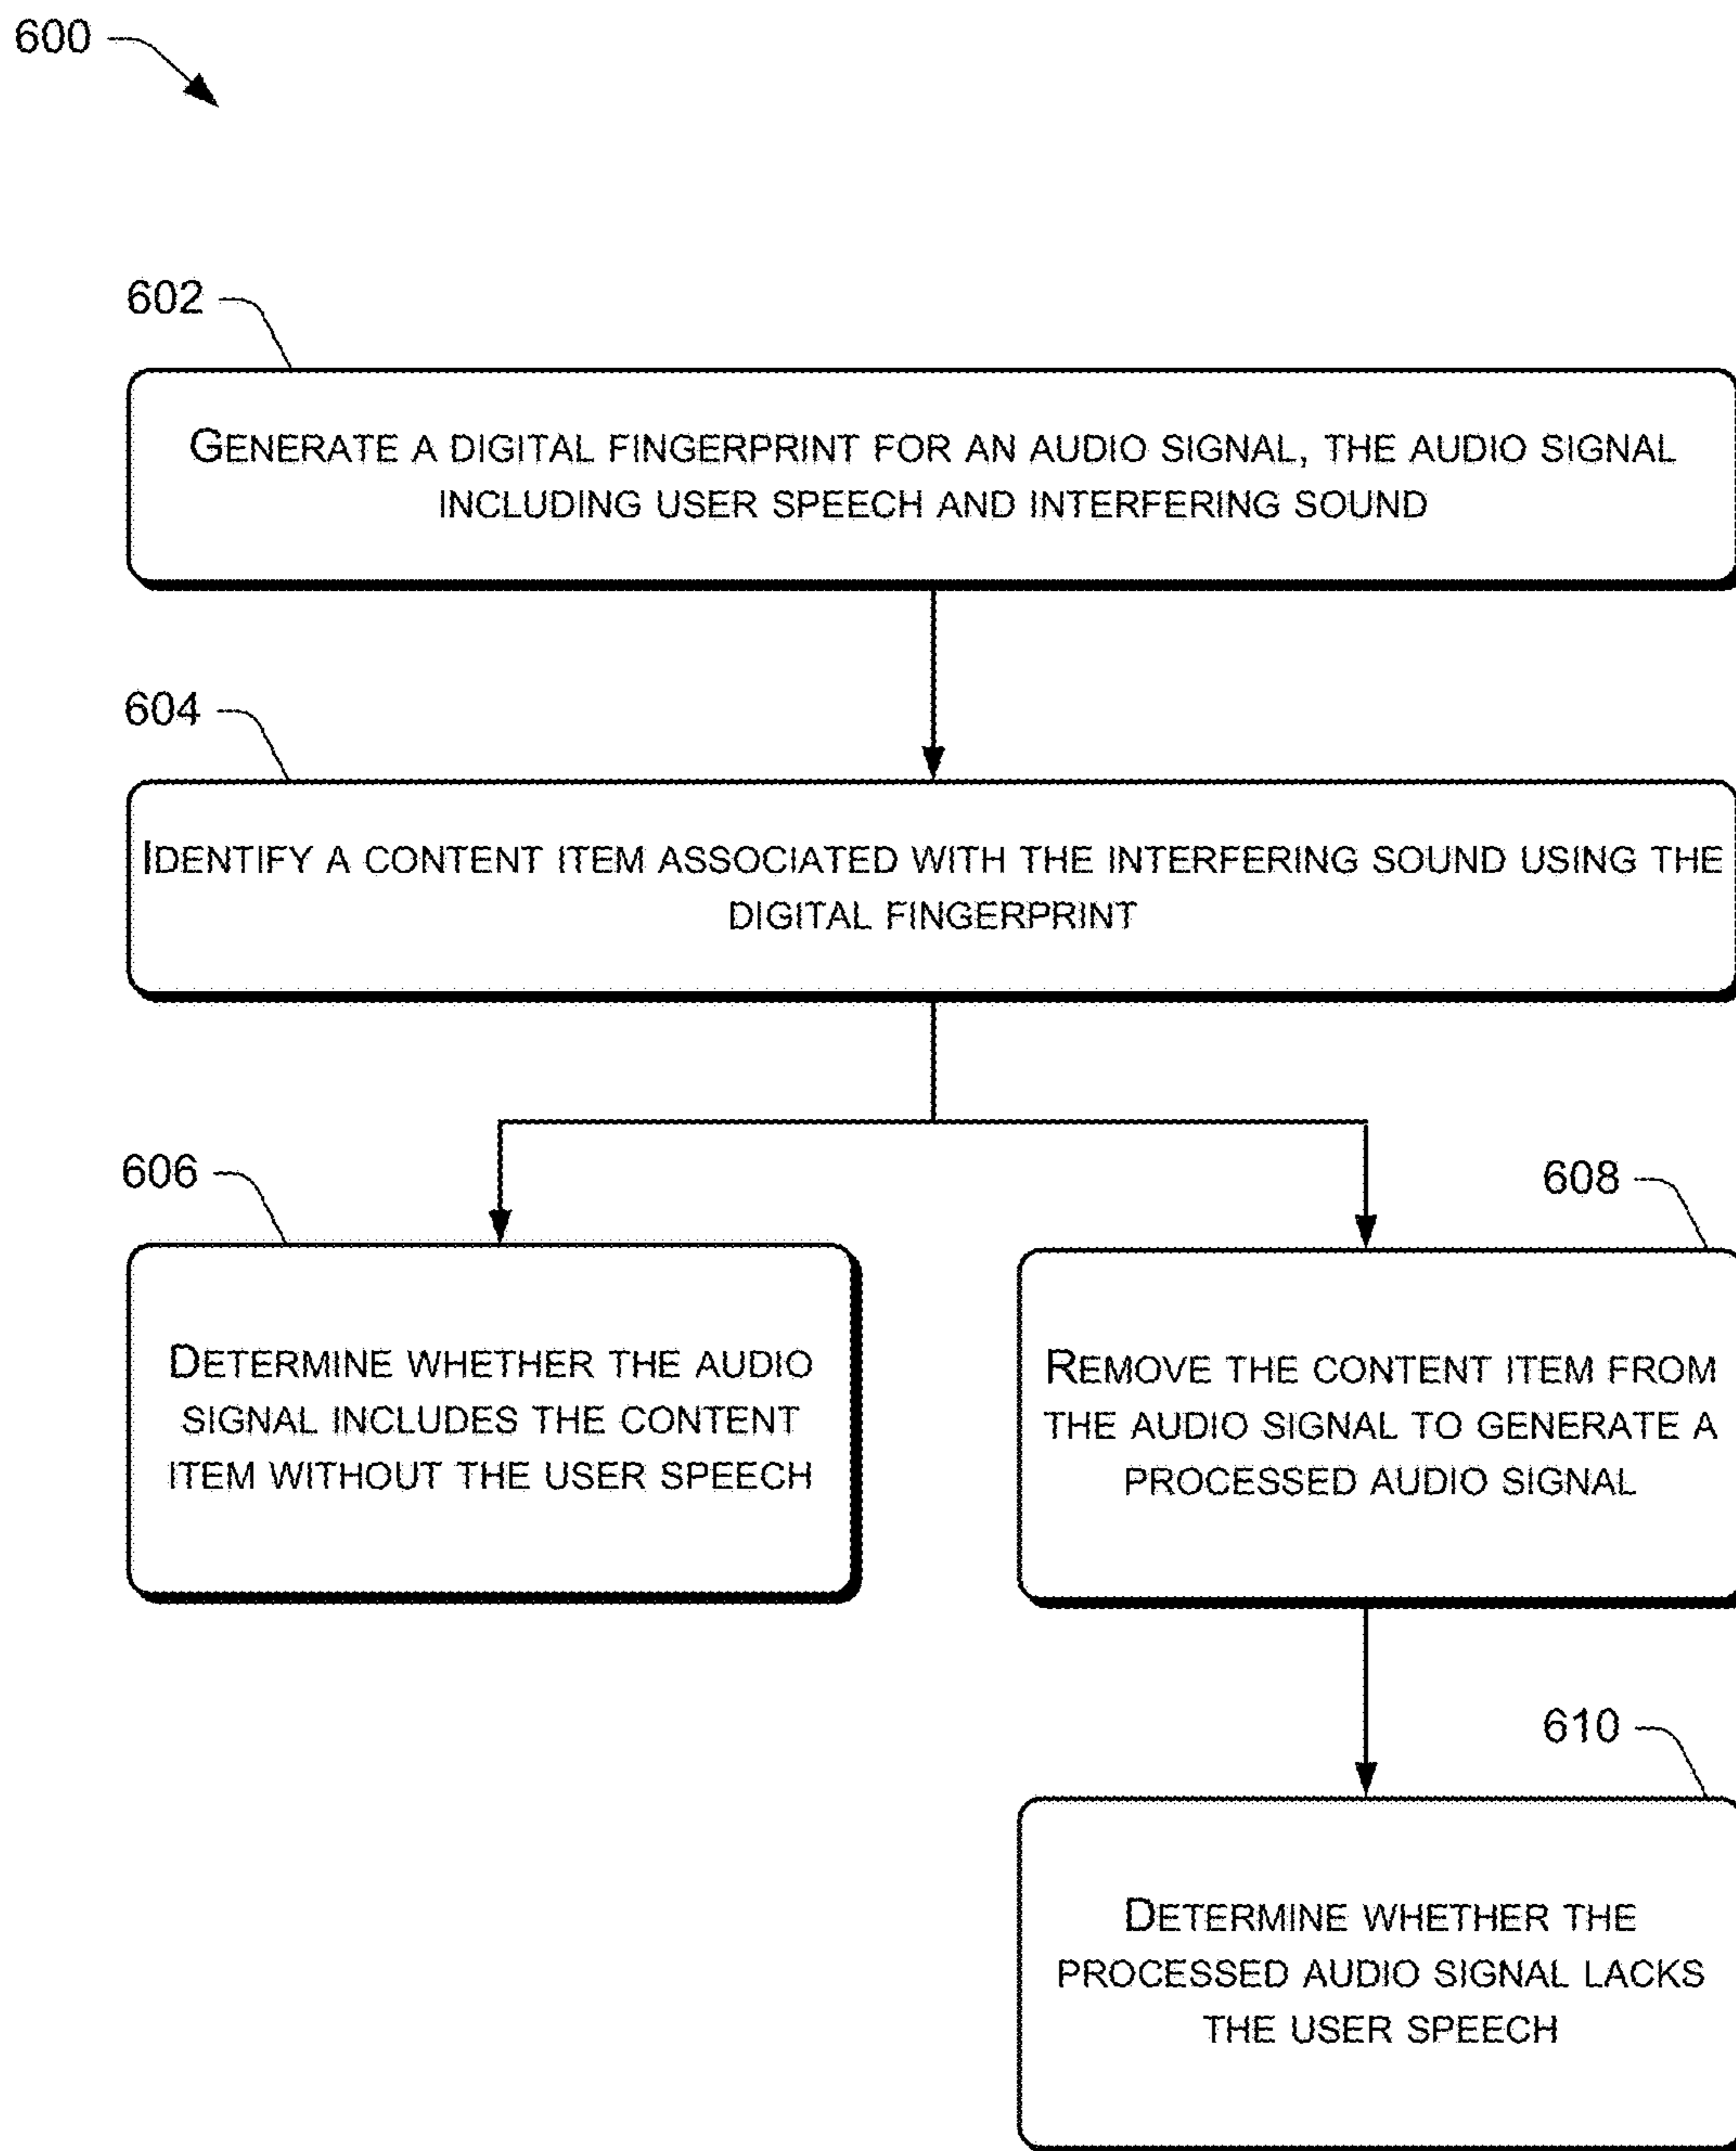 600
602
GENERATE A DIGITAL FINGERPRINT FOR AN AUDIO SIGNAL, THE AUDIO SIGNAL
INCLUDING USER SPEECH AND INTERFERING SOUND
604
IDENTIFY A CONTENT ITEM ASSOCIATED WITH THE INTERFERING SOUND USING THE
DIGITAL FINGERPRINT
606
DETERMINE WHETHER THE AUDIO
SIGNAL INCLUDES THE CONTENT
ITEM WITHOUT THE USER SPEECH
608
REMOVE THE CONTENT ITEM FROM
THE AUDIO SIGNAL TO GENERATE A
PROCESSED AUDIO SIGNAL
610
DETERMINE WHETHER THE
PROCESSED AUDIO SIGNAL LACKS
THE USER SPEECH